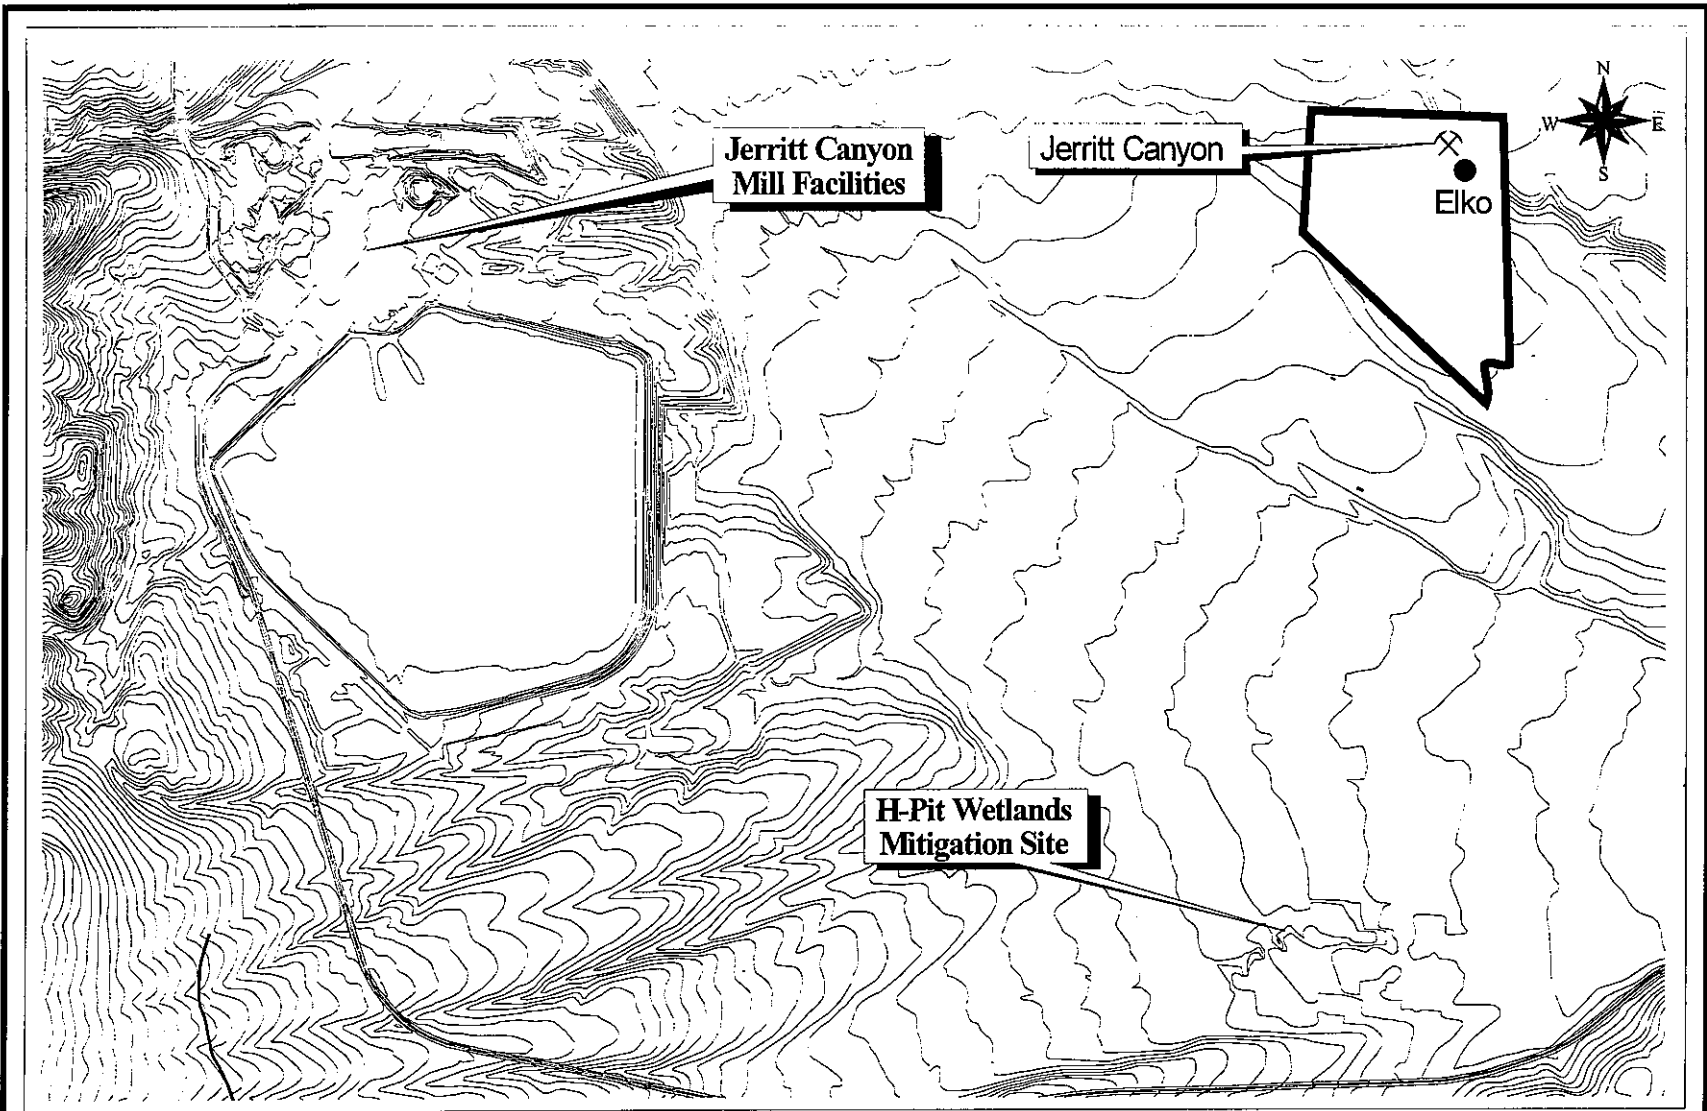 Jerritt Canyon
Mill Facilities
Jerritt Canyon
Elko
N
W
E
S
H-Pit Wetlands
Mitigation Site